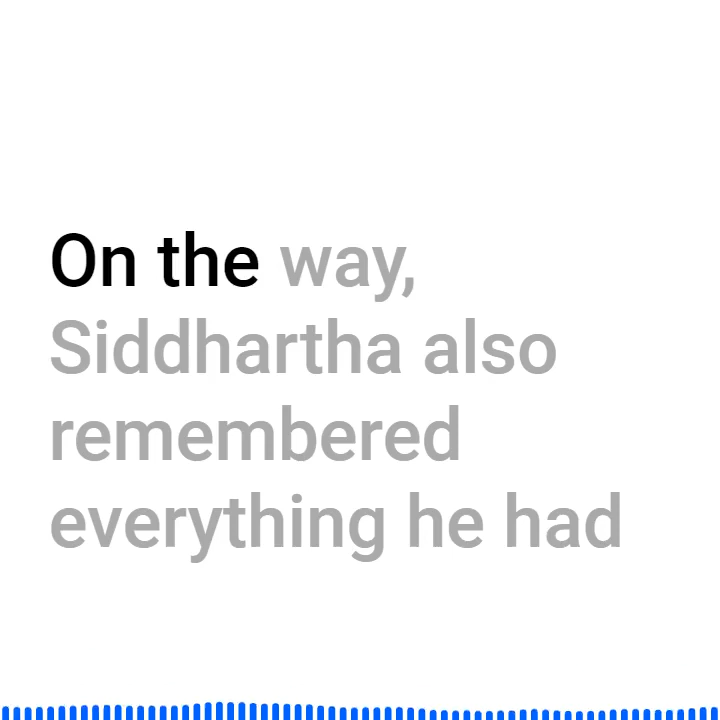 On the way,
Siddhartha also
remembered
everything he had